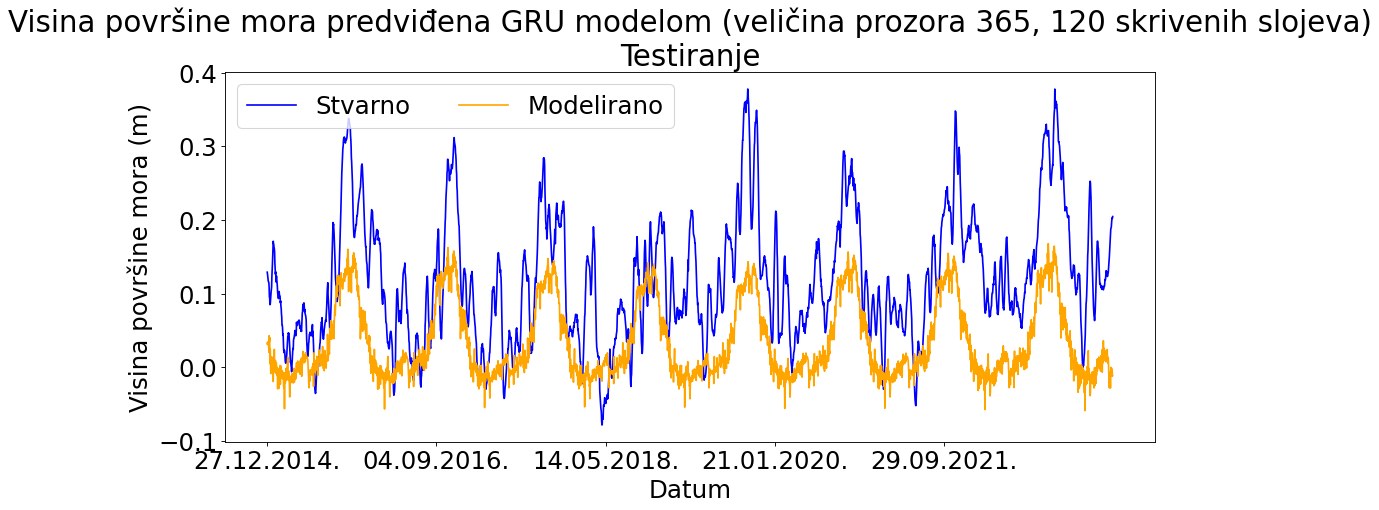 Visina površine mora predviđena GRU modelom (veličina prozora 365, 120 skrivenih slojeva)
Testiranje
Stvarno
Modelirano
Visina površine mora (m)
0.4
0.3
0.2
0.1
0.0
−0.1
27.12.2014.
04.09.2016.
14.05.2018.
21.01.2020.
29.09.2021.
Datum